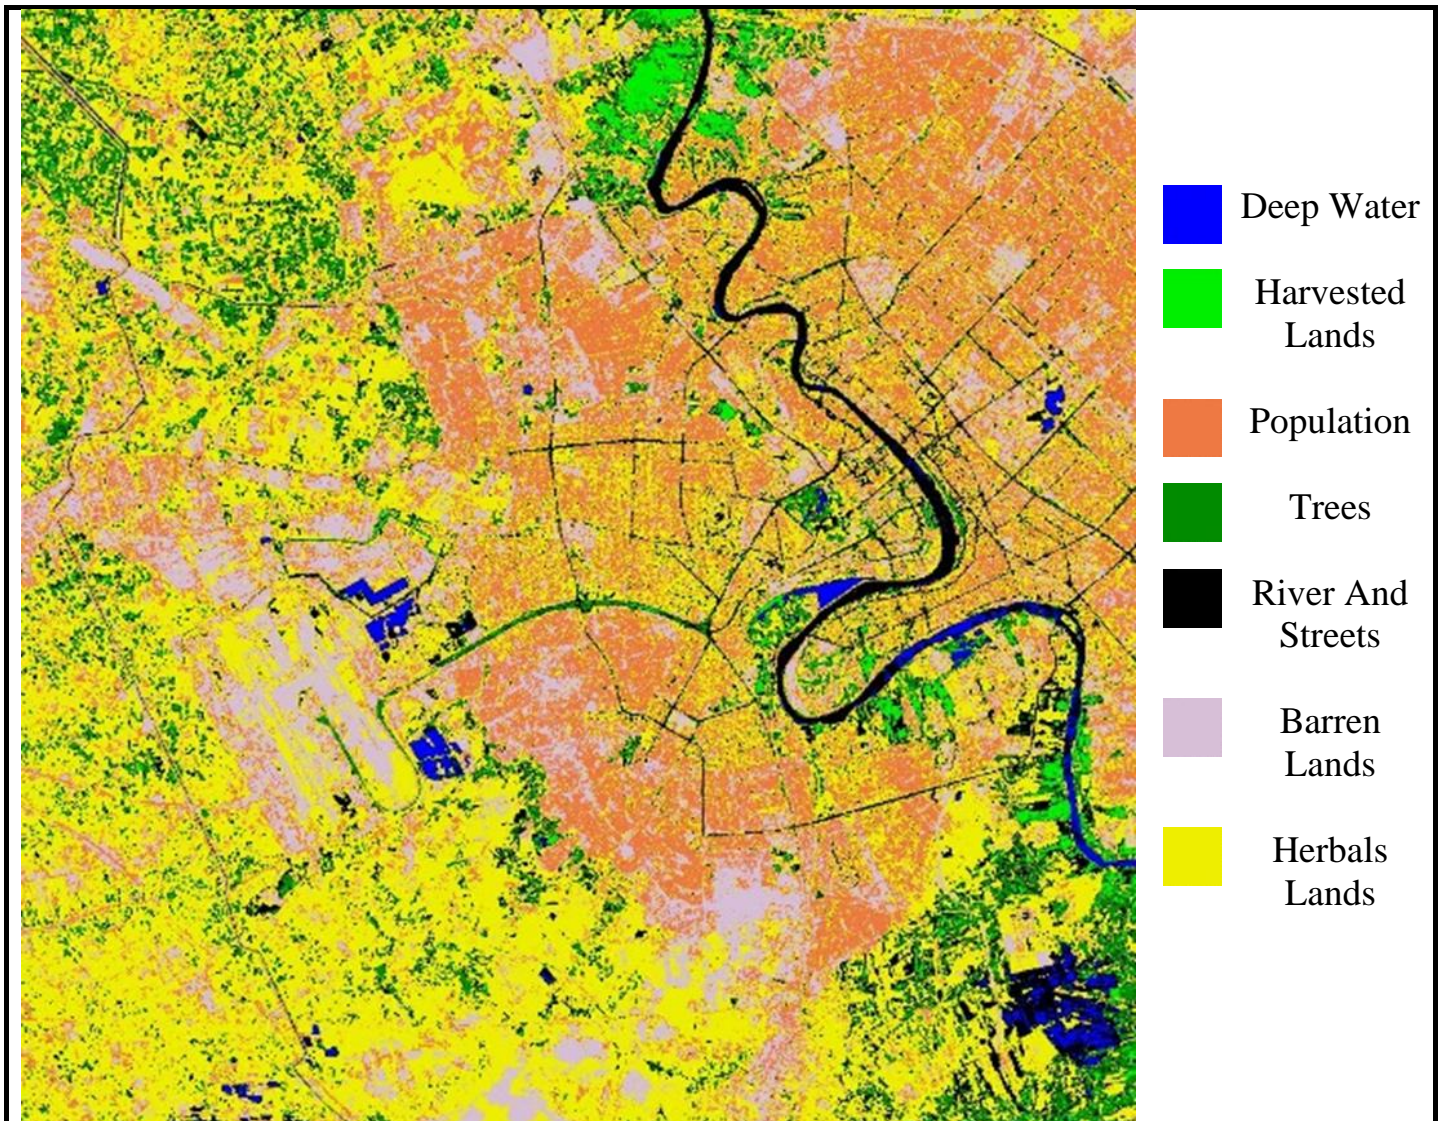 Deep Water
Harvested
Lands
Population
Trees
River And
Streets
Barren
Lands
Herbals
Lands